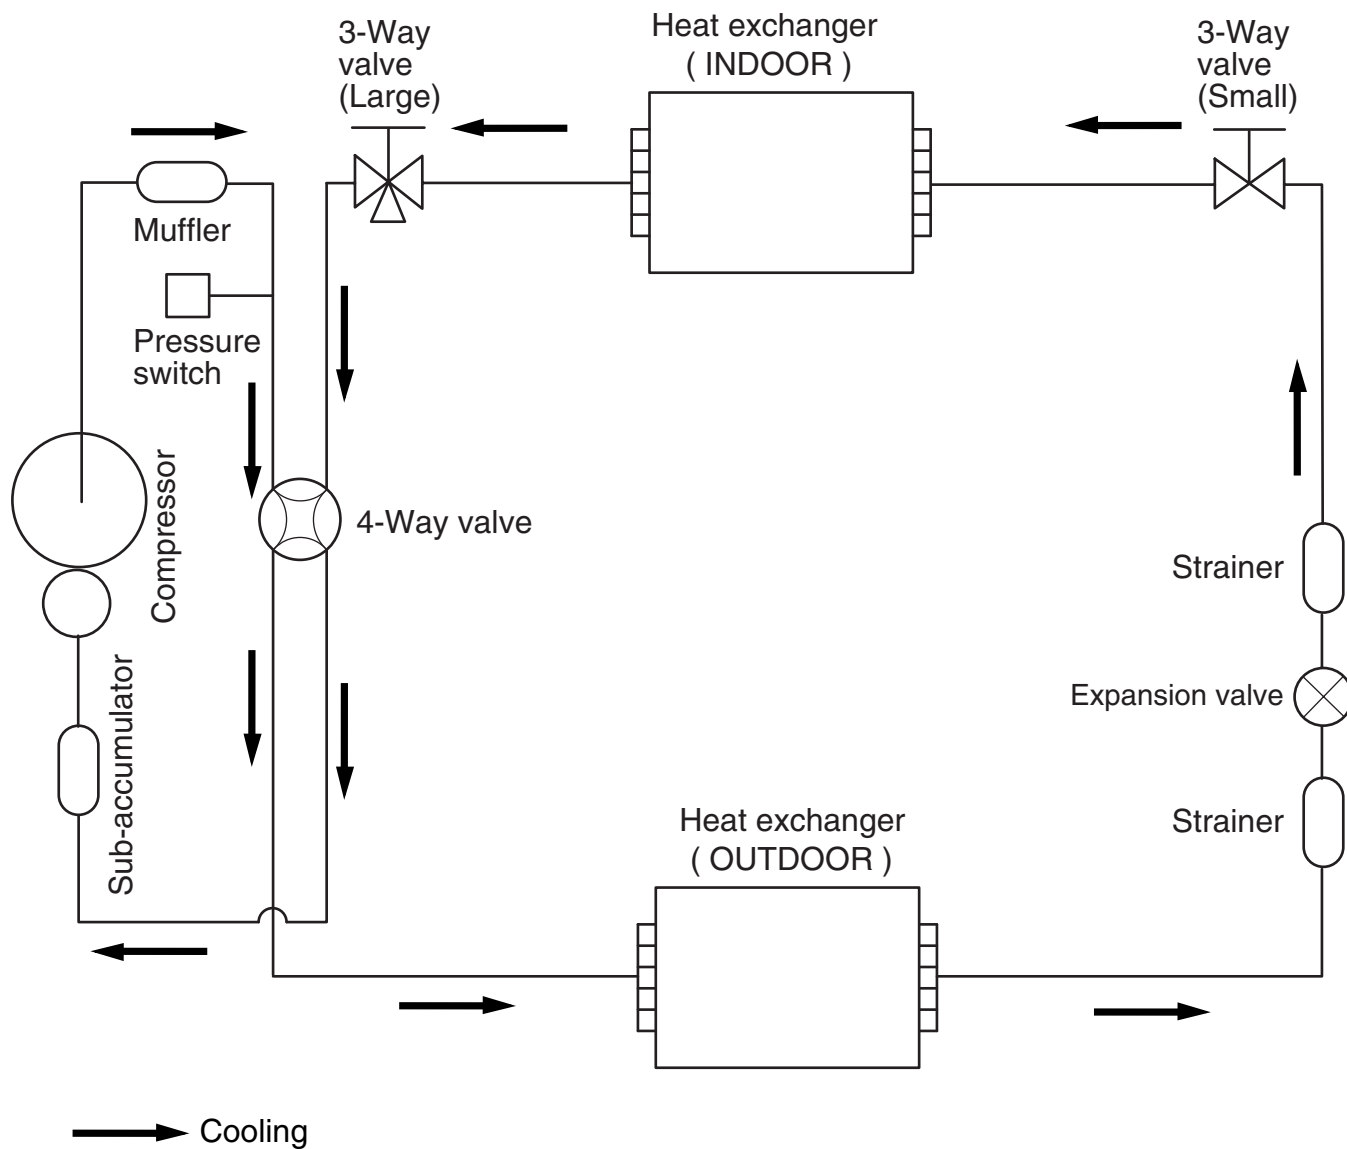 3-Way
valve
(Large)
Heat exchanger
( INDOOR )
3-Way
valve
(Small)
Muffler
Pressure
switch
Compressor
4-Way valve
Strainer
Sub-accumulator
Expansion valve
Heat exchanger
( OUTDOOR )
Strainer
Cooling